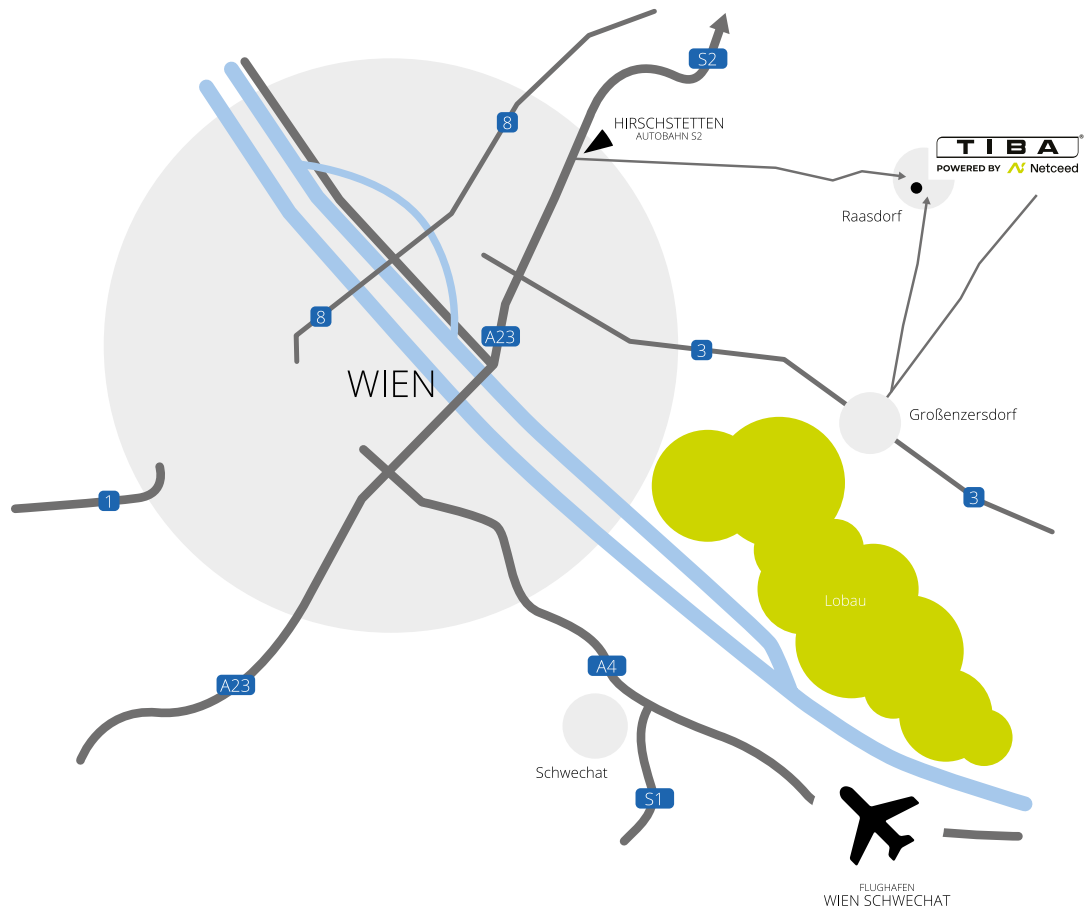 S2
8
HIRSCHSTETTEN
AUTOBAHN S2
TIBA®
POWERED BY Netceed
Raasdorf
8
A23
3
WIEN
Großenzersdorf
1
3
Lobau
A4
A23
Schwechat
S1
FLUGHAFEN
WIEN SCHWECHAT